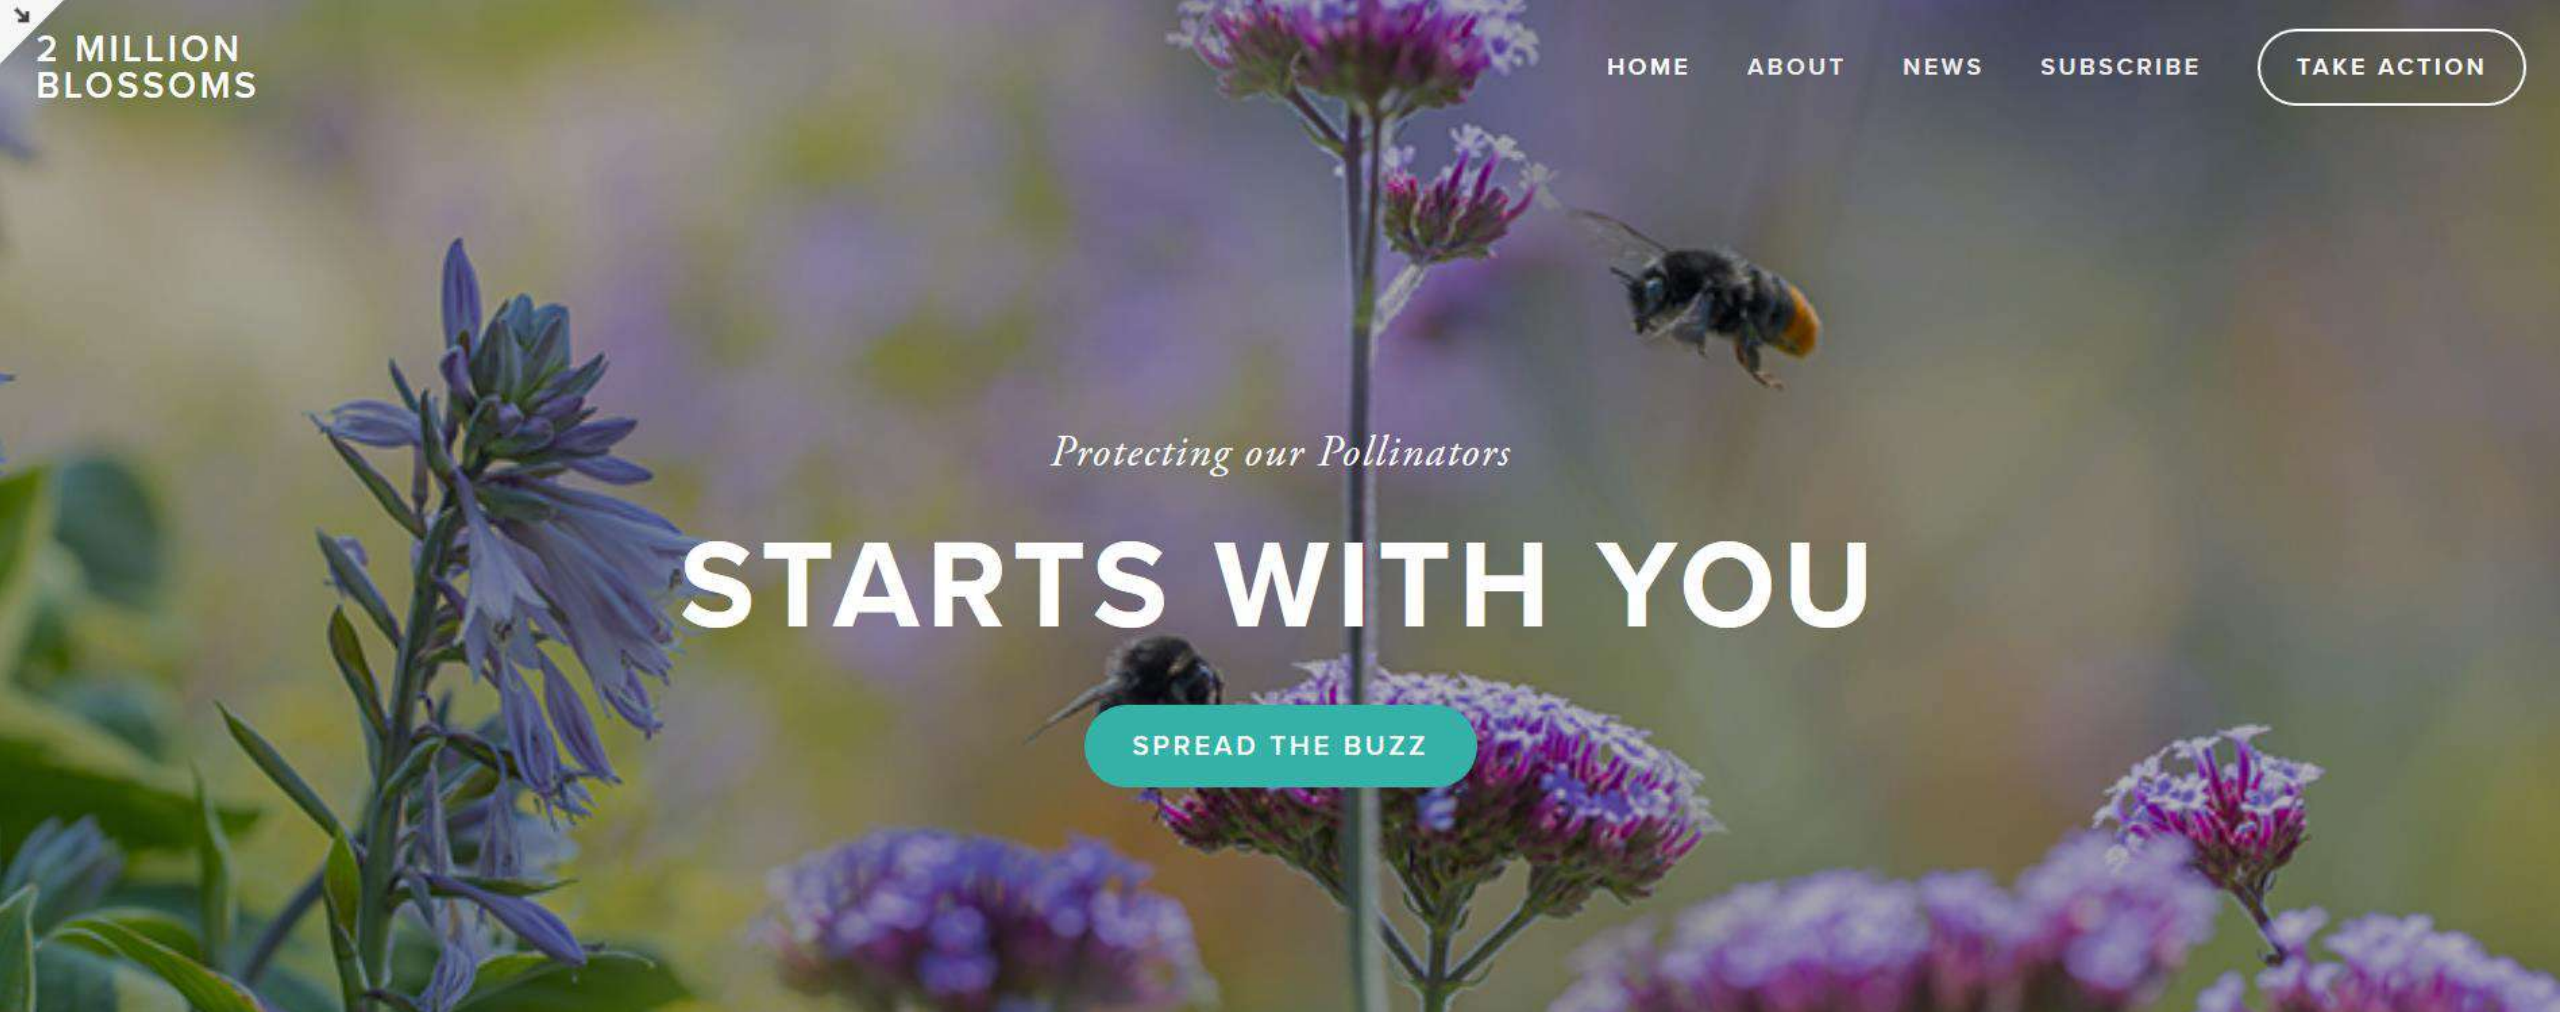 2 MILLION
BLOSSOMS
HOME ABOUT NEWS SUBSCRIBE TAKE ACTION
Protecting our Pollinators
STARTS WITH YOU
SPREAD THE BUZZ